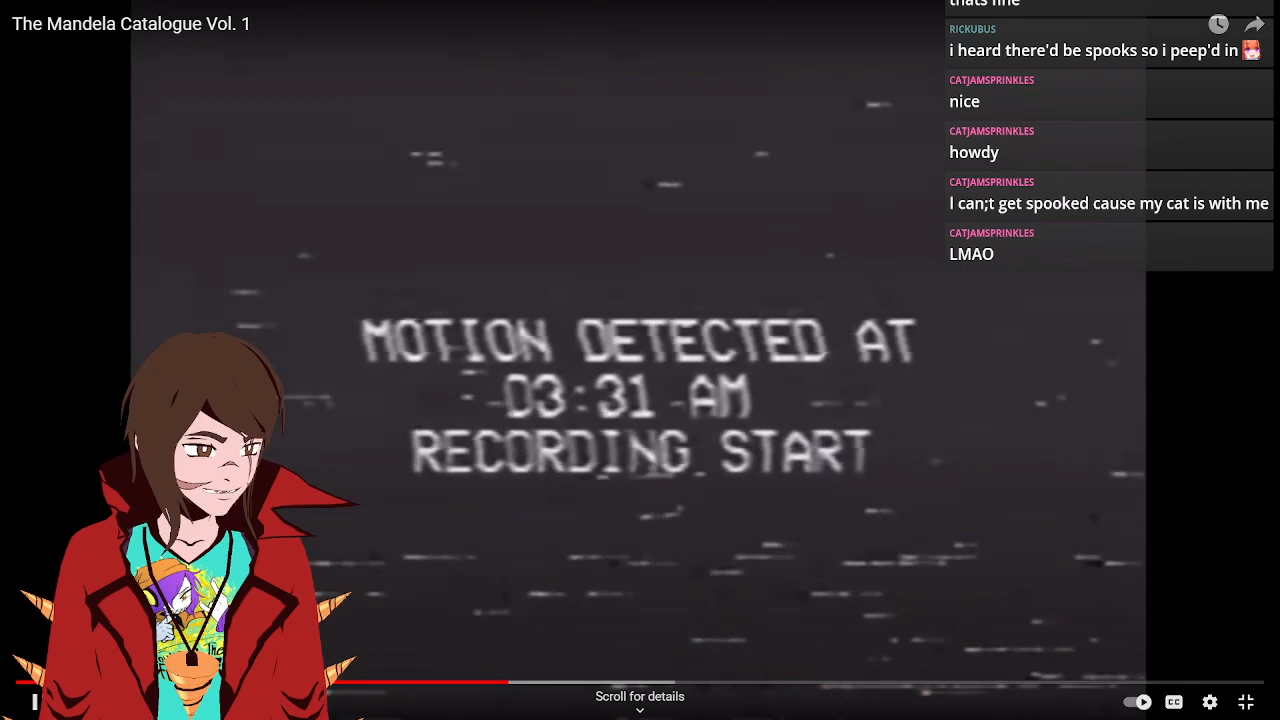 The Mandela Catalogue Vol. 1
thats fine
RICKUBUS
i heard there'd be spooks so i peep'd in
CATJAMSPRINKLES
nice
CATJAMSPRINKLES
howdy
CATJAMSPRINKLES
I can;t get spooked cause my cat is with me
CATJAMSPRINKLES
LMAO
MOTION DETECTED AT
03:31 AM
RECORDING START
The
Scroll for details
CC